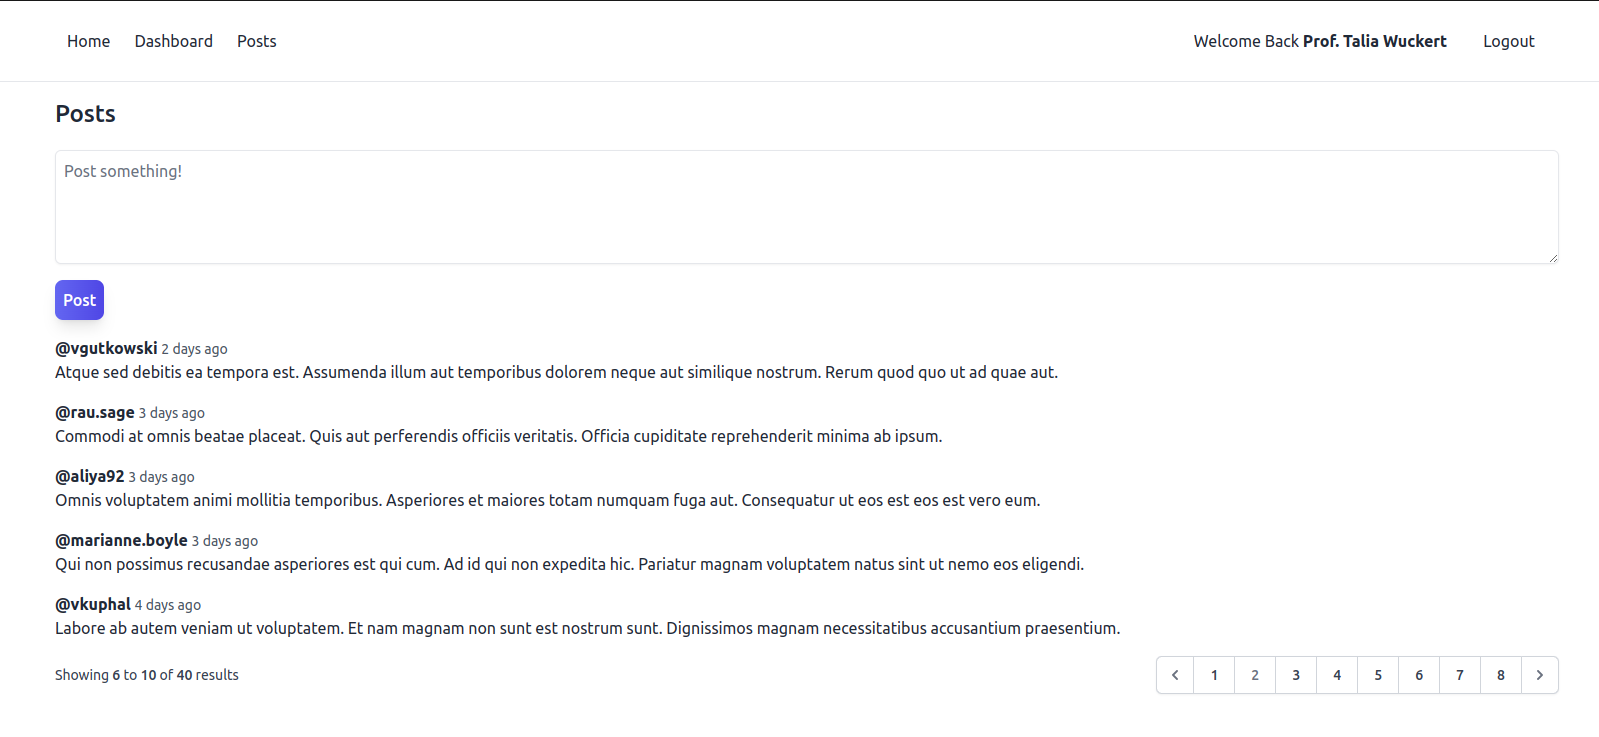 Home Dashboard Posts Welcome Back Prof. Talia Wuckert Logout
Posts
Post something!
Post
@vgutkowski 2 days ago
Atque sed debitis ea tempora est. Assumenda illum aut temporibus dolorem neque aut similique nostrum. Rerum quod quo ut ad quae aut.
@rau.sage 3 days ago
Commodi at omnis beatae placeat. Quis aut perferendis officiis veritatis. Officia cupiditate reprehenderit minima ab ipsum.
@aliya92 3 days ago
Omnis voluptatem animi mollitia temporibus. Asperiores et maiores totam numquam fuga aut. Consequatur ut eos est eos est vero eum.
@marianne.boyle 3 days ago
Qui non possimus recusandae asperiores est qui cum. Ad id qui non expedita hic. Pariatur magnam voluptatem natus sint ut nemo eos eligendi.
@vkuphal 4 days ago
Labore ab autem veniam ut voluptatem. Et nam magnam non sunt est nostrum sunt. Dignissimos magnam necessitatibus accusantium praesentium.
Showing 6 to 10 of 40 results 1 2 3 4 5 6 7 8